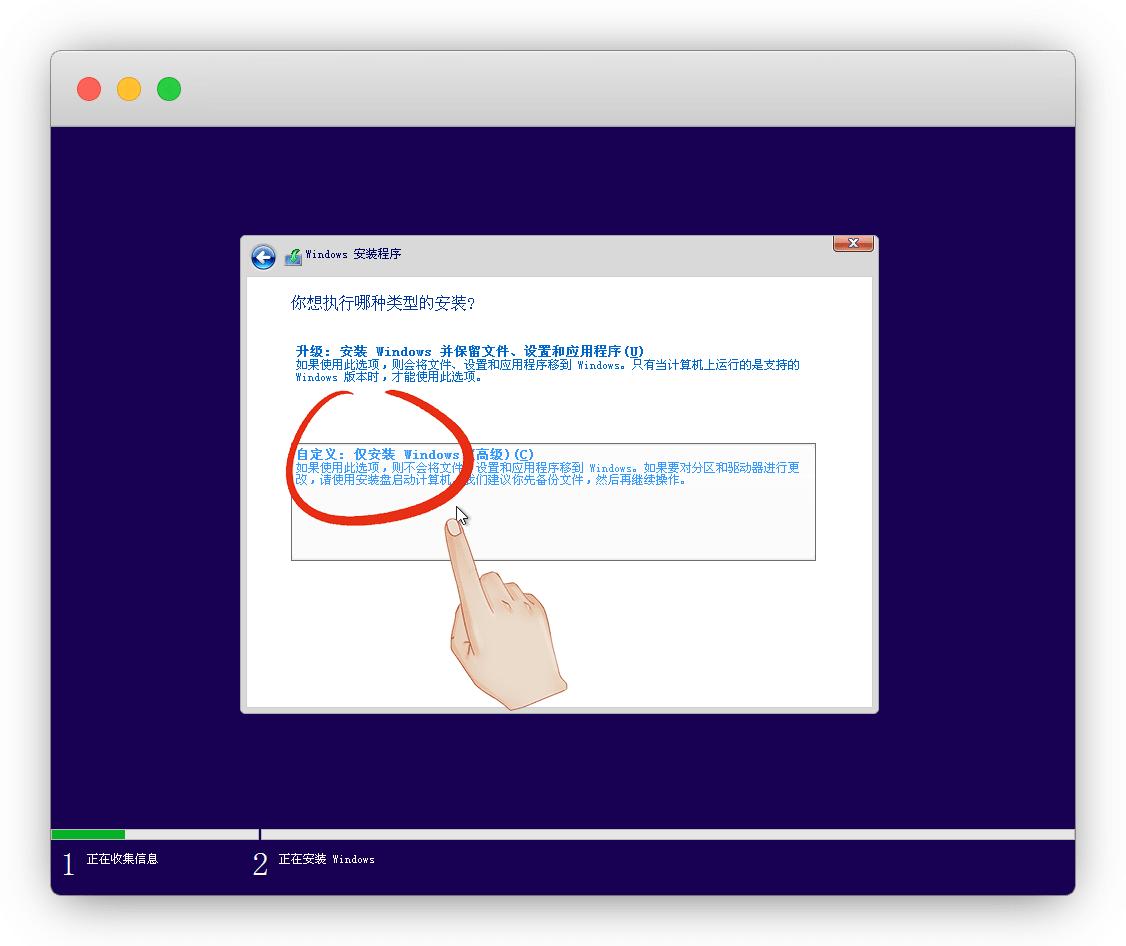 Windows 安装程序
你想执行哪种类型的安装?
升级: 安装 Windows 并保留文件、设置和应用程序(U)
如果使用此选项，则会将文件、设置和应用程序移到 Windows。只有当计算机上运行的是支持的
Windows 版本时，才能使用此选项。
自定义: 仅安装 Windows (高级)(C)
如果使用此选项，则不会将文件、设置和应用程序移到 Windows。如果要对分区和驱动器进行更
改，请使用安装盘启动计算机。我们建议你先备份文件，然后再继续操作。
1 正在收集信息
2 正在安装 Windows